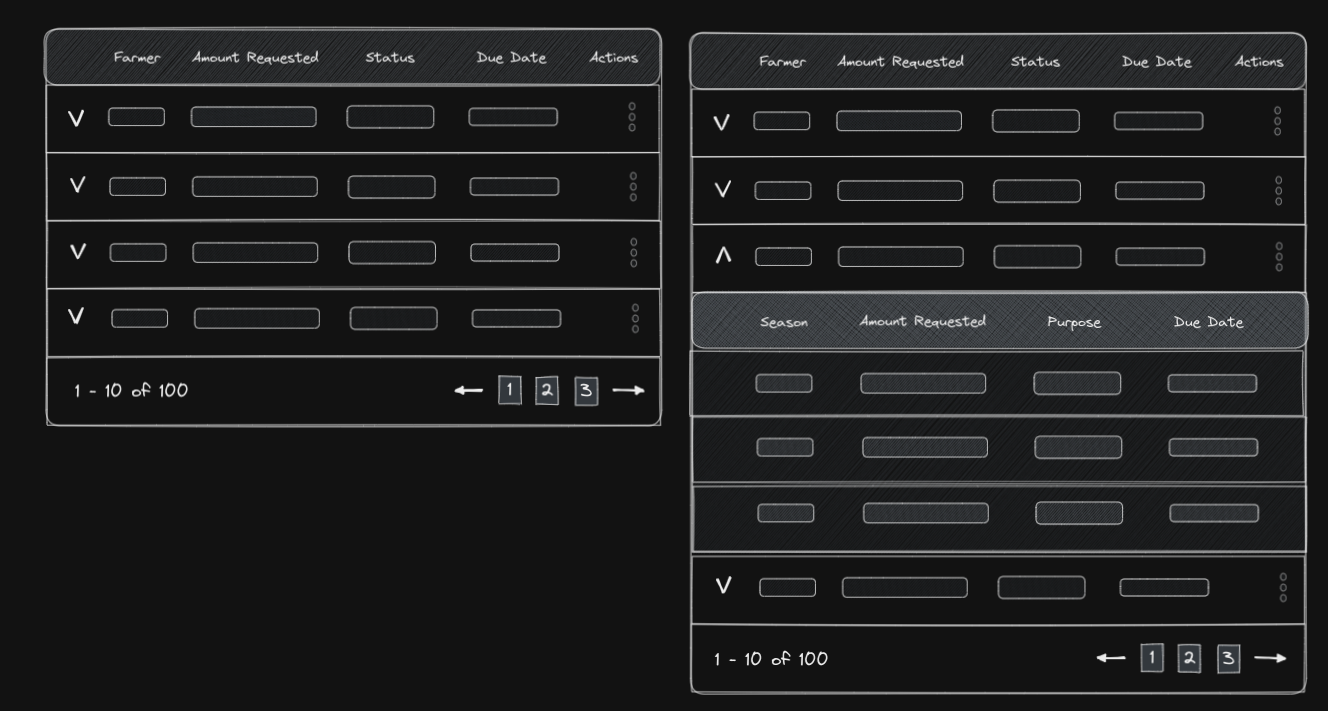 Farmer Amount Requested Status Due Date Actions
1 - 10 of 100 1 2 3
Farmer Amount Requested Status Due Date Actions
Season Amount Requested Purpose Due Date
1 - 10 of 100 1 2 3